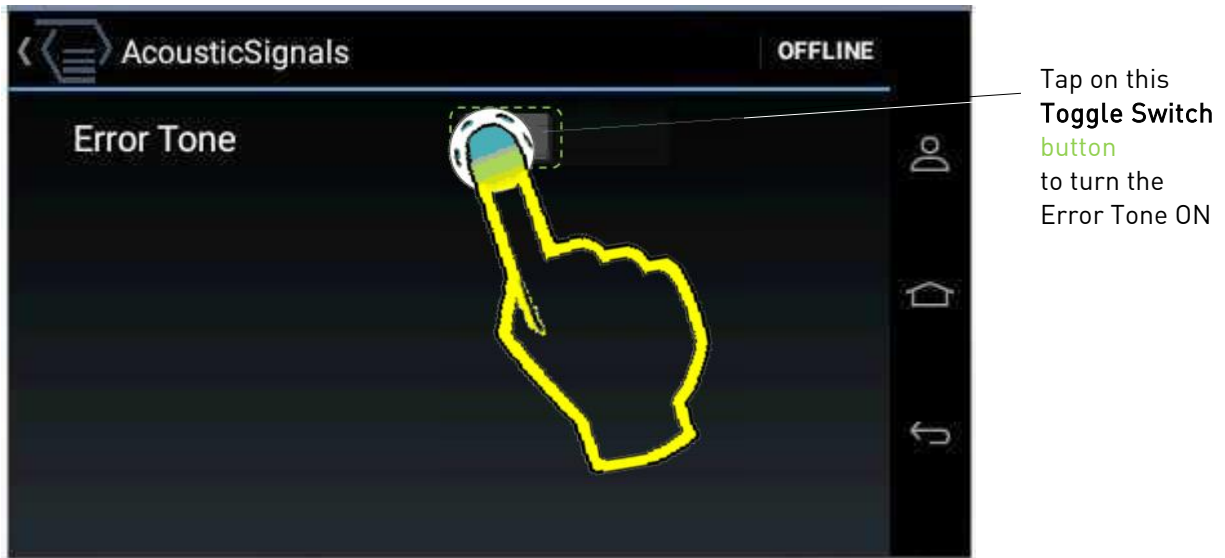 AcousticSignals
OFFLINE
Error Tone
Tap on this
Toggle Switch
button
to turn the
Error Tone ON